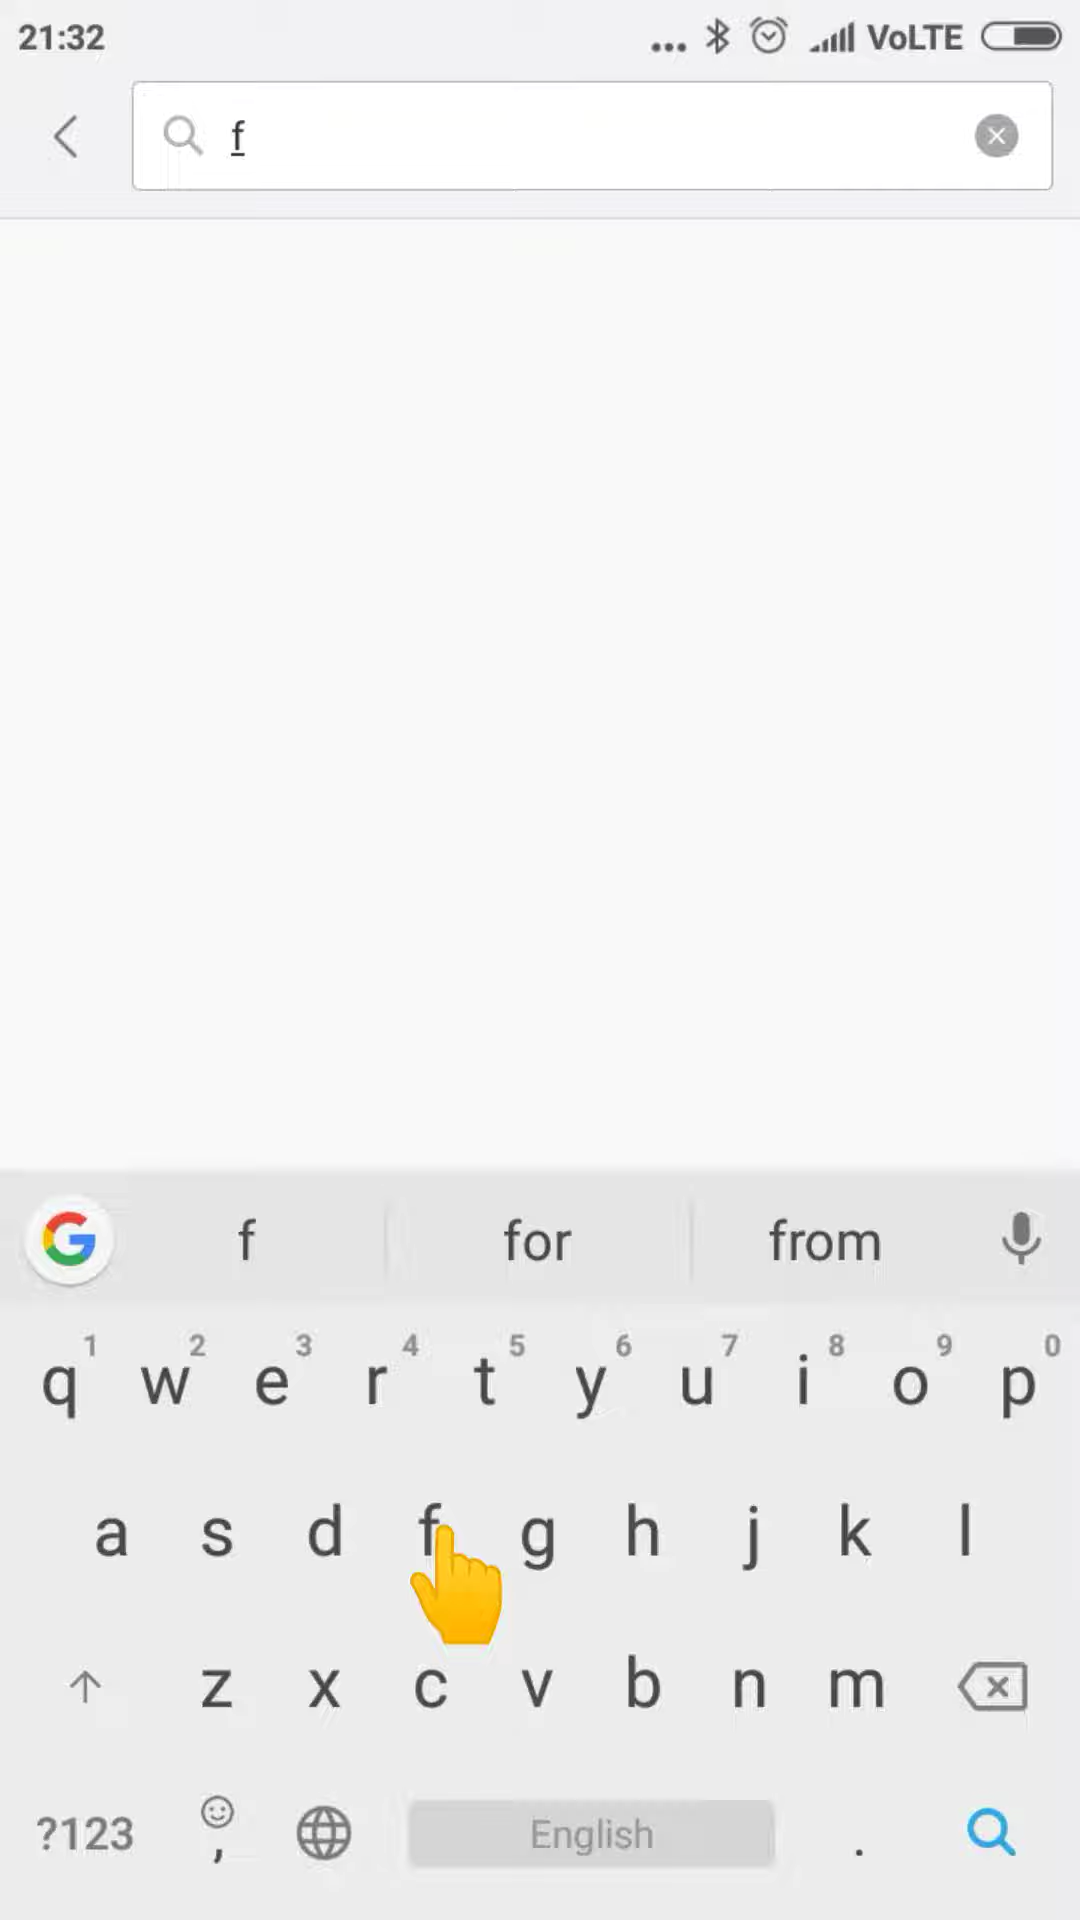 21:32 ... VoLTE
f
G f for from
1 2 3 4 5 6 7 8 9 0
q w e r t y u i o p
a s d f g h j k l
z x c v b n m
?123 , English .